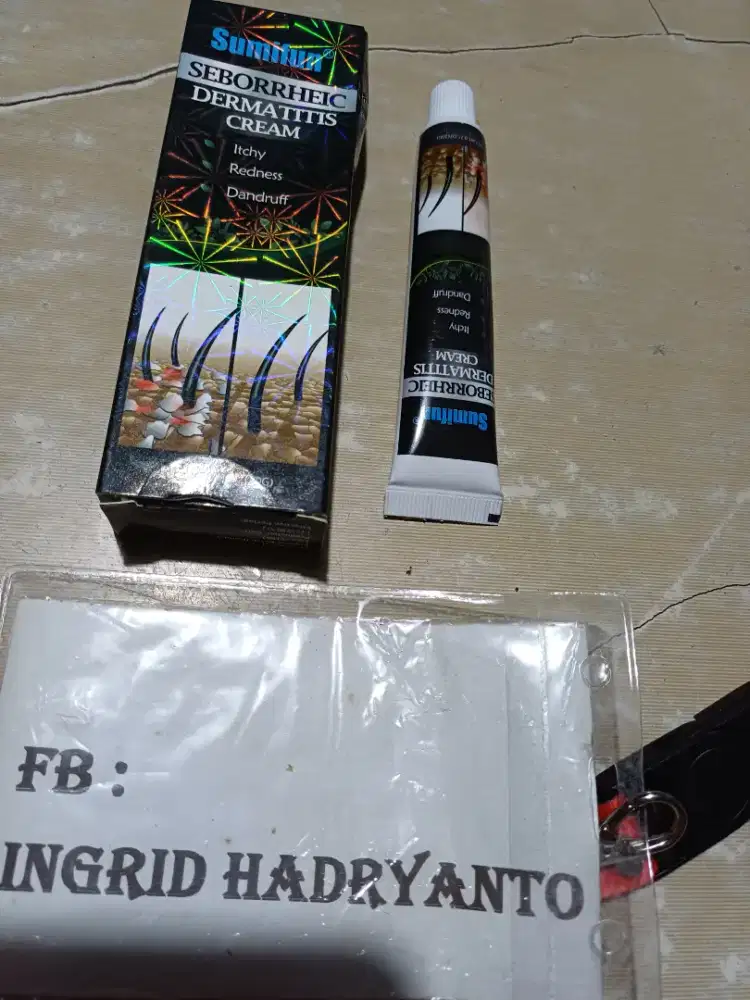 Sumifun®
SEBORRHEIC
DERMATITIS
CREAM
Itchy
Redness
Dandruff
Sumifun®
SEBORRHEIC
DERMATITIS
CREAM
Itchy
Redness
Dandruff
FB :
INGRID HADRYANTO